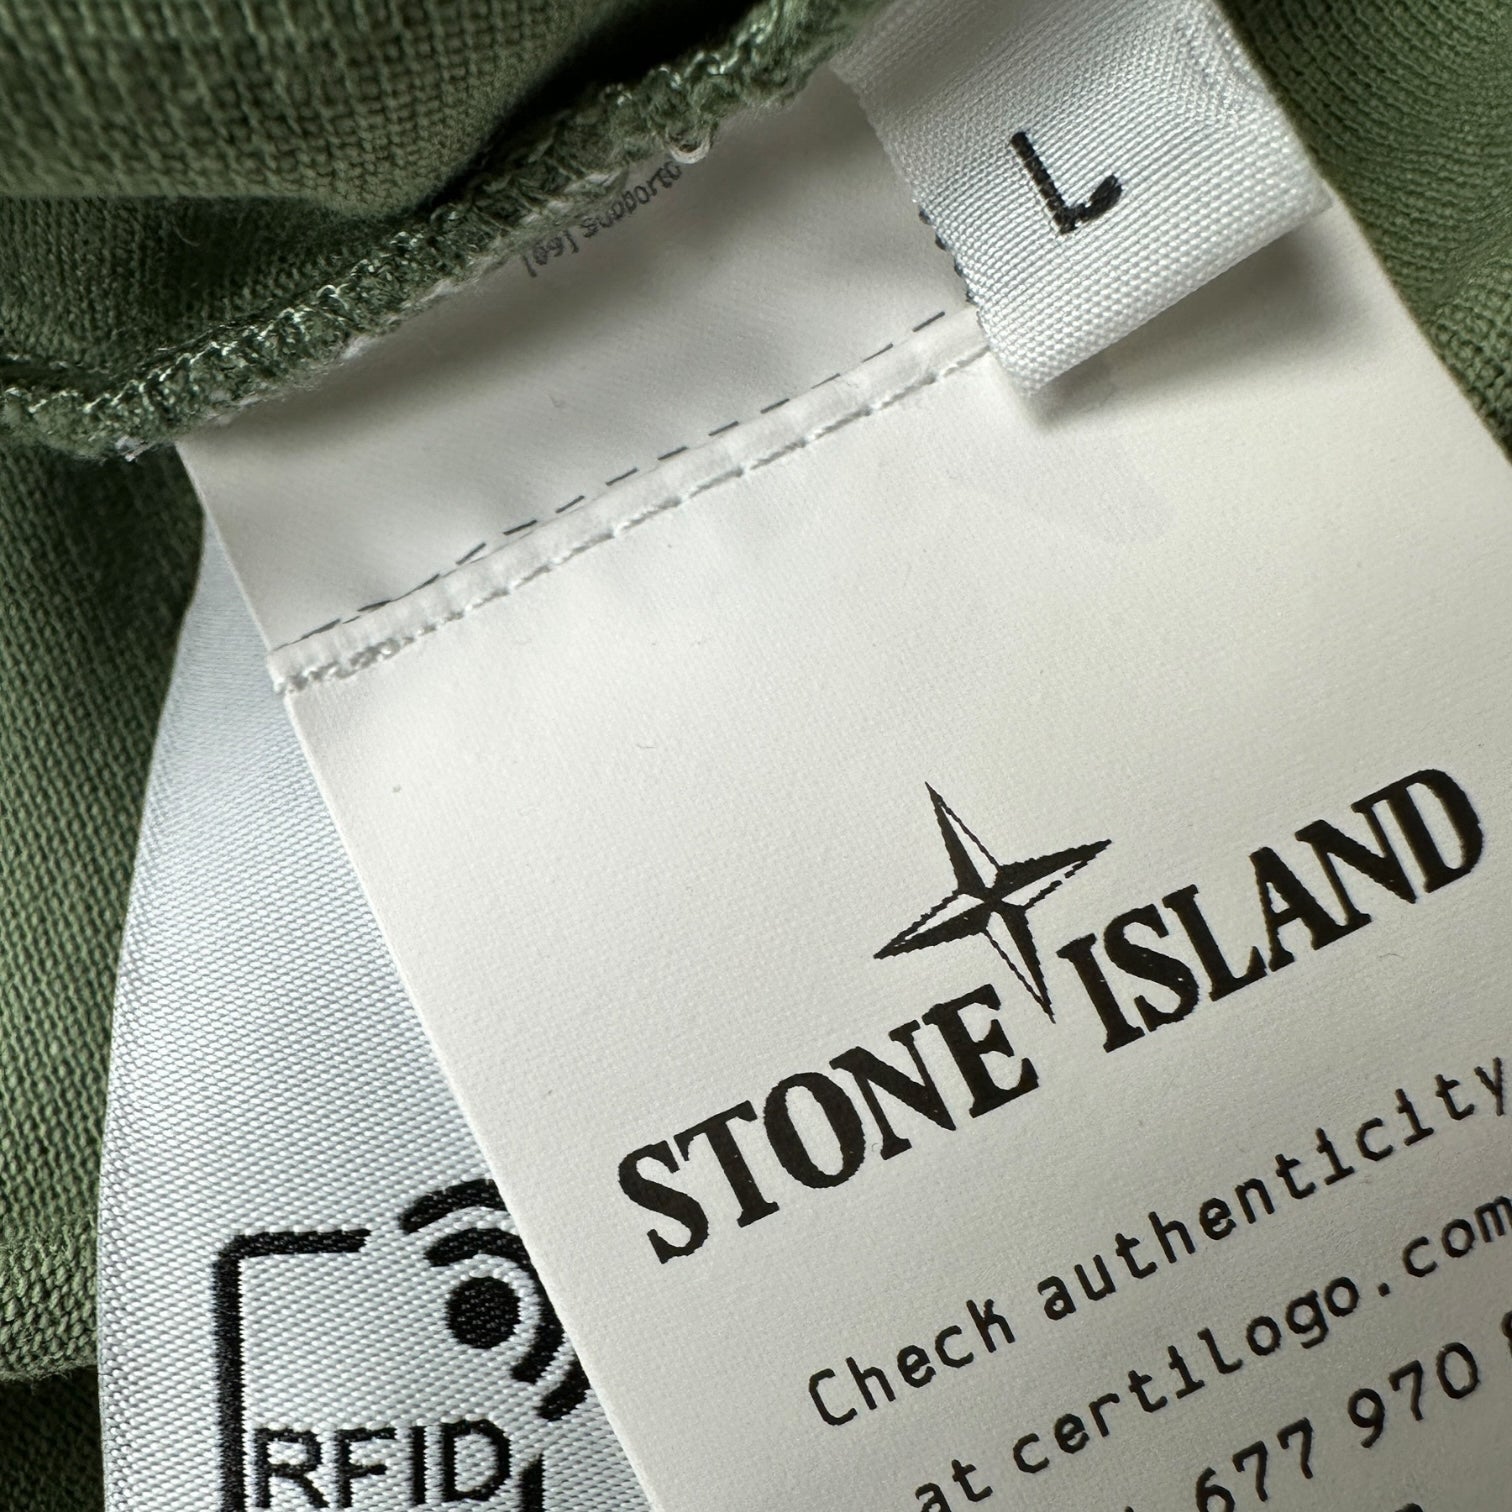 L
STONE ISLAND
Check authenticity
at certilogo.com
677 970
RFID